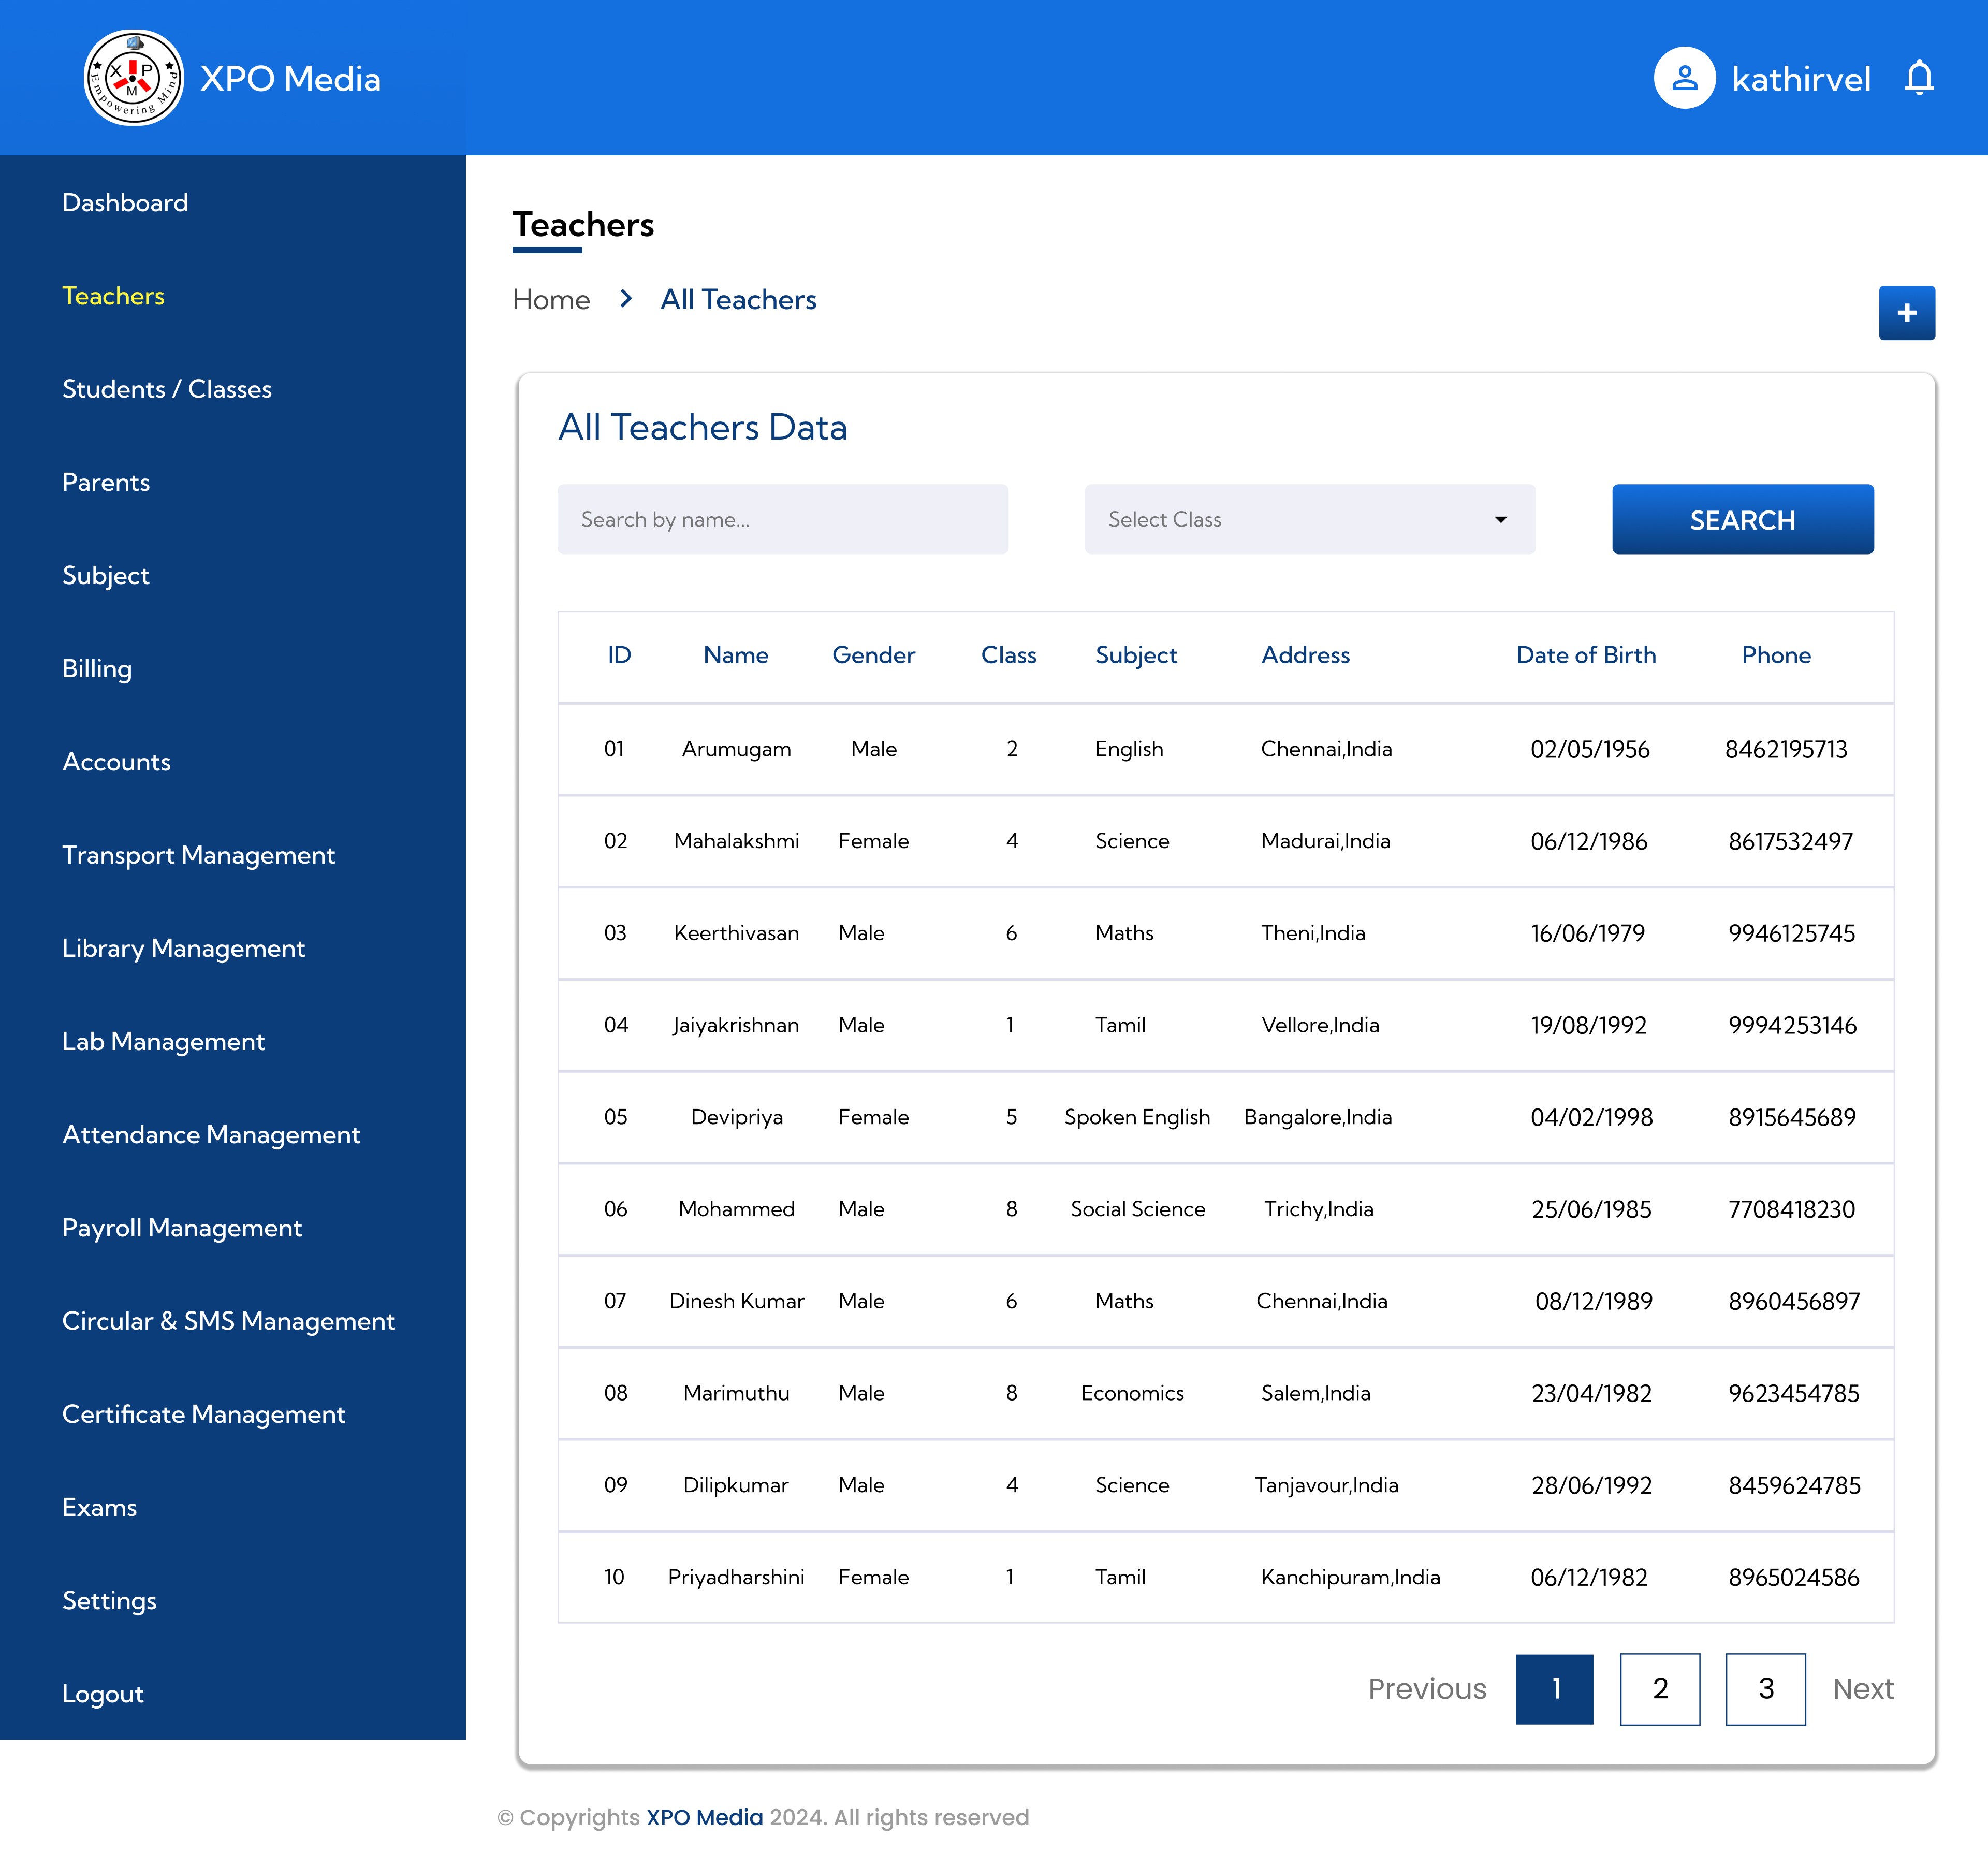 X P M
Empowering Mind
XPO Media
kathirvel
Dashboard
Teachers
Students / Classes
Parents
Subject
Billing
Accounts
Transport Management
Library Management
Lab Management
Attendance Management
Payroll Management
Circular & SMS Management
Certificate Management
Exams
Settings
Logout
Teachers
Home > All Teachers
+
All Teachers Data
Search by name... Select Class SEARCH
ID Name Gender Class Subject Address Date of Birth Phone
01 Arumugam Male 2 English Chennai,India 02/05/1956 8462195713
02 Mahalakshmi Female 4 Science Madurai,India 06/12/1986 8617532497
03 Keerthivasan Male 6 Maths Theni,India 16/06/1979 9946125745
04 Jaiyakrishnan Male 1 Tamil Vellore,India 19/08/1992 9994253146
05 Devipriya Female 5 Spoken English Bangalore,India 04/02/1998 8915645689
06 Mohammed Male 8 Social Science Trichy,India 25/06/1985 7708418230
07 Dinesh Kumar Male 6 Maths Chennai,India 08/12/1989 8960456897
08 Marimuthu Male 8 Economics Salem,India 23/04/1982 9623454785
09 Dilipkumar Male 4 Science Tanjavour,India 28/06/1992 8459624785
10 Priyadharshini Female 1 Tamil Kanchipuram,India 06/12/1982 8965024586
Previous 1 2 3 Next
© Copyrights XPO Media 2024. All rights reserved